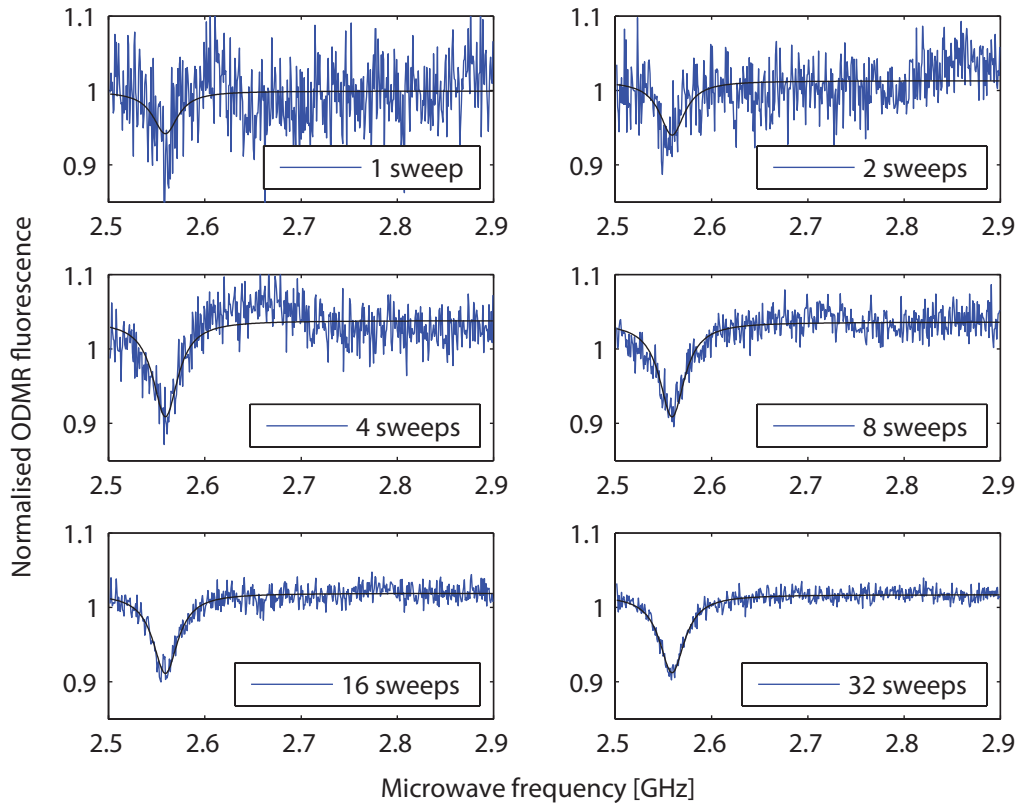 1.1
1
0.9
2.5 2.6 2.7 2.8 2.9
1 sweep
1.1
1
0.9
2.5 2.6 2.7 2.8 2.9
2 sweeps
1.1
1
0.9
2.5 2.6 2.7 2.8 2.9
4 sweeps
1.1
1
0.9
2.5 2.6 2.7 2.8 2.9
8 sweeps
1.1
1
0.9
2.5 2.6 2.7 2.8 2.9
16 sweeps
1.1
1
0.9
2.5 2.6 2.7 2.8 2.9
32 sweeps
Normalised ODMR fluorescence
Microwave frequency [GHz]